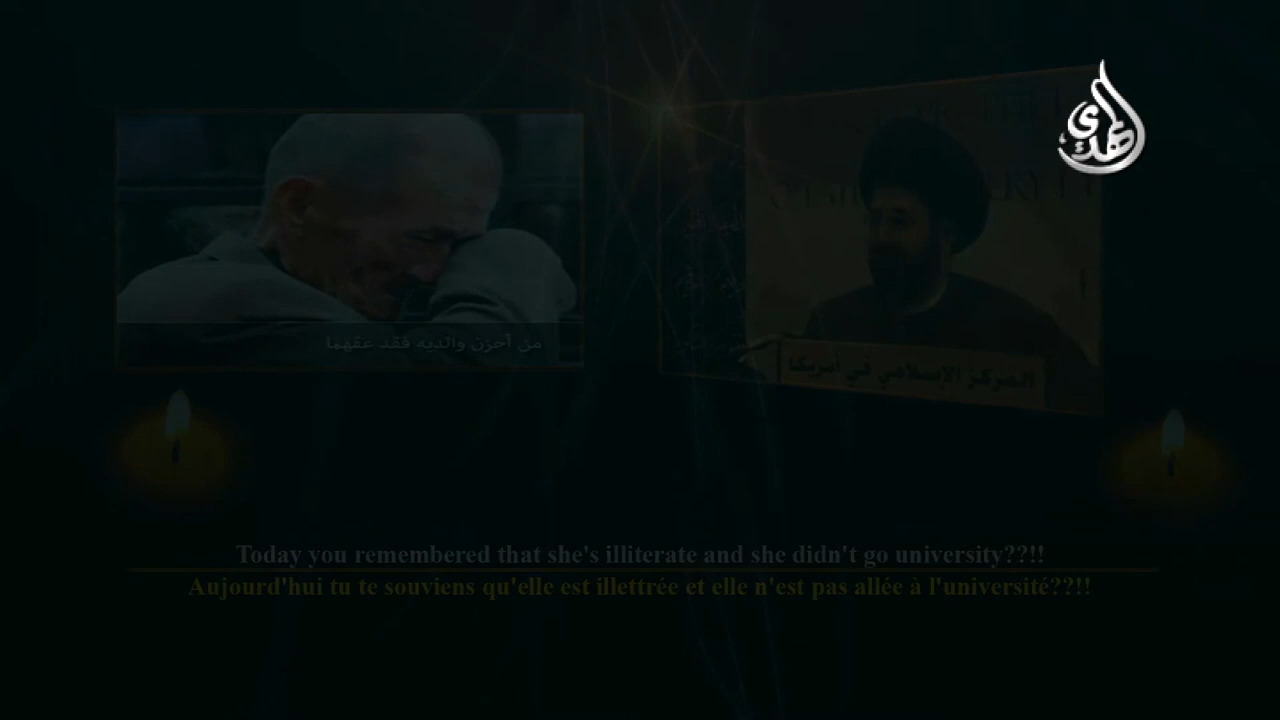 المهدي
من أحزن والديه فقد عقهما
المركز الإسلامي في أمريكا
Today you remembered that she's illiterate and she didn't go university??!!
Aujourd'hui tu te souviens qu'elle est illettrée et elle n'est pas allée à l'université??!!